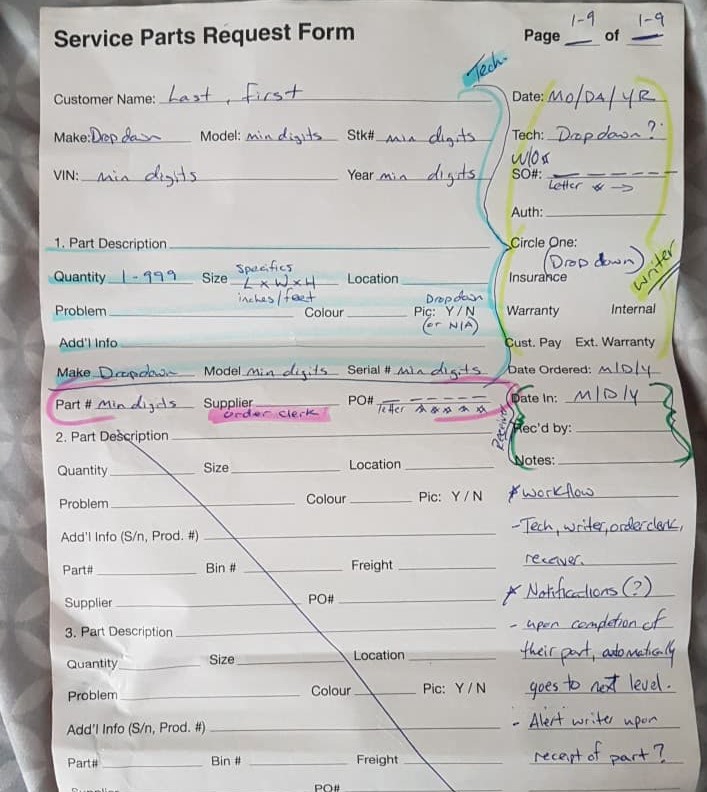 Service Parts Request Form
Page 1-9 of 1-9
Tech.
Customer Name: Last, First
Date: MO/DA/YR
Make: Dropdown Model: min digits Stk# min digits
Tech: Dropdown?
VIN: min digits Year min digits
W/O or
SO#:
Letter # →
Auth:
1. Part Description
Circle One:
(Drop down)
Writer
Quantity 1-999 Size Specifics L x W x H inches/feet Location
Insurance
Problem Colour Pic: Y/N Dropdown (or N/A)
Warranty Internal
Add'l Info
Cust. Pay Ext. Warranty
Make Dropdown Model min digits Serial # min digits
Date Ordered: M/D/Y
Part # min digits Supplier PO#
order clerk
Letter # # # # #
Date In: M/D/Y
Rec'd by:
Notes:
2. Part Description
Quantity Size Location
Problem Colour Pic: Y / N
Add'l Info (S/n, Prod. #)
Part# Bin # Freight
Supplier PO#
3. Part Description
Quantity Size Location
Problem Colour Pic: Y / N
Add'l Info (S/n, Prod. #)
Part# Bin # Freight
PO#
* Workflow
- Tech, writer, order clerk,
receiver.
* Notifications (?)
- upon completion of
their part, automatically
goes to next level.
- Alert writer upon
receipt of part?